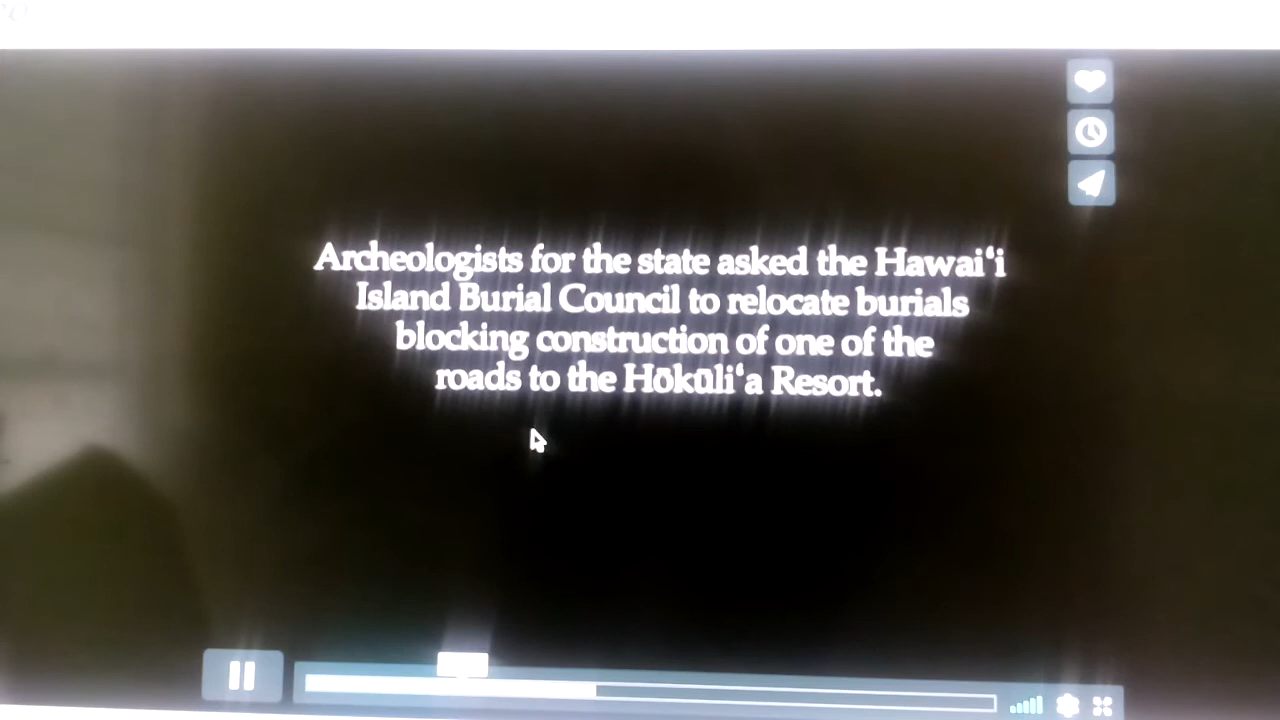 Archeologists for the state asked the Hawaiʻi
Island Burial Council to relocate burials
blocking construction of one of the
roads to the Hōkūliʻa Resort.